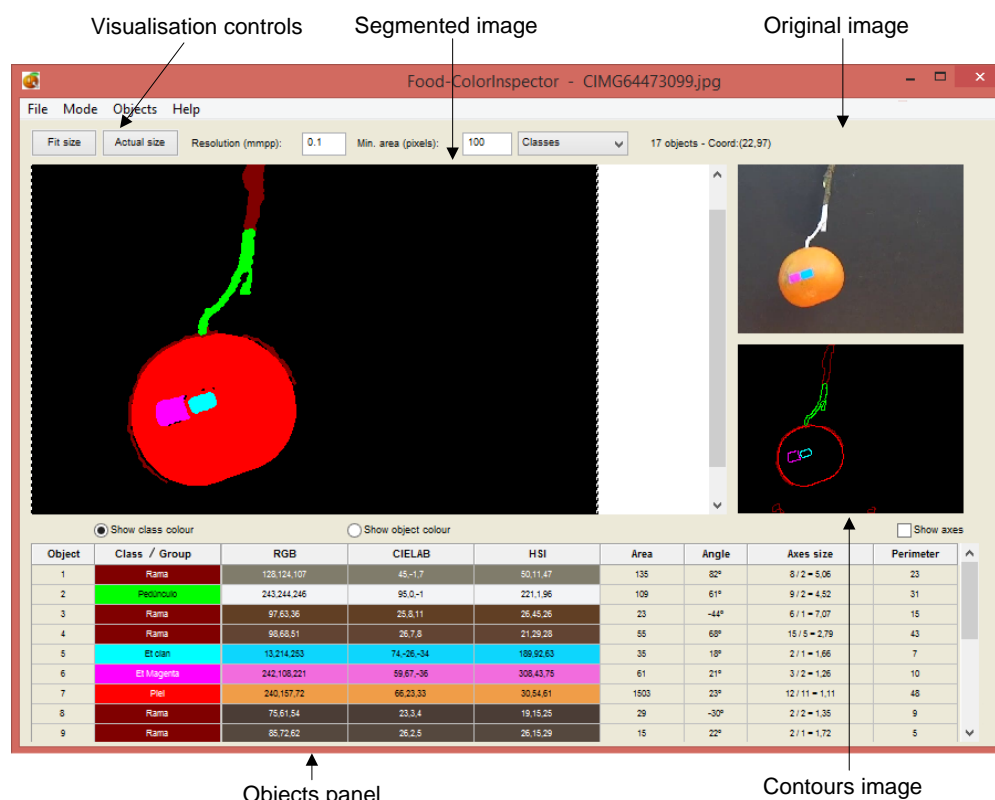 Visualisation controls Segmented image Original image
Food-ColorInspector - CIMG64473099.jpg
File Mode Objects Help
Fit size Actual size Resolution (mmpp): 0.1 Min. area (pixels): 100 Classes 17 objects - Coord:(22,97)
Show class colour Show object colour Show axes
Object Class / Group RGB CIELAB HSI Area Angle Axes size Perimeter
1 Rama 128,124,107 45,-1,7 50,11,47 135 82º 8 / 2 = 5,06 23
2 Pedúnculo 243,244,246 95,0,-1 221,1,96 109 61º 9 / 2 = 4,52 31
3 Rama 97,63,36 25,8,11 26,45,26 23 -44º 6 / 1 = 7,07 15
4 Rama 98,68,51 26,7,8 21,29,28 55 68º 15 / 5 = 2,79 43
5 Et cian 13,214,253 74,-26,-34 189,92,63 35 18º 2 / 1 = 1,66 7
6 Et Magenta 242,108,221 59,67,-36 308,43,75 61 21º 3 / 2 = 1,26 10
7 Piel 240,157,72 66,23,33 30,54,61 1503 23º 12 / 11 = 1,11 48
8 Rama 75,61,54 23,3,4 19,15,25 29 -30º 2 / 2 = 1,35 9
9 Rama 85,72,62 26,2,5 26,15,29 15 22º 2 / 1 = 1,72 5
Objects panel Contours image